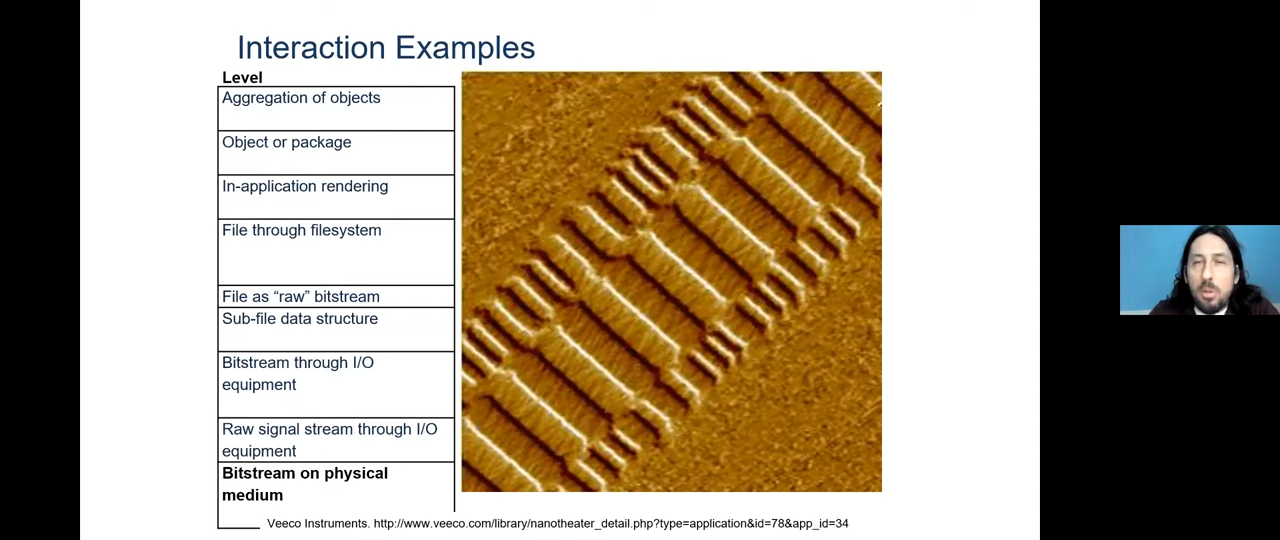 Interaction Examples
Level
Aggregation of objects
Object or package
In-application rendering
File through filesystem
File as “raw” bitstream
Sub-file data structure
Bitstream through I/O
equipment
Raw signal stream through I/O
equipment
Bitstream on physical
medium
Veeco Instruments. http://www.veeco.com/library/nanotheater_detail.php?type=application&id=78&app_id=34